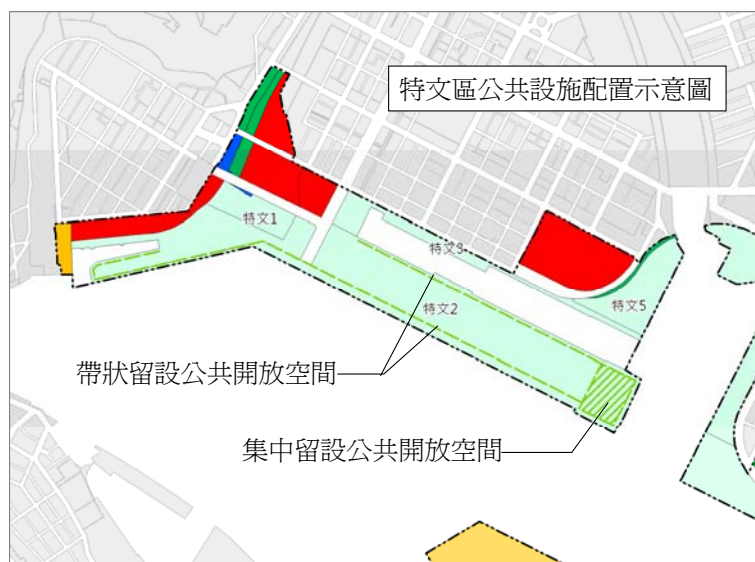 特文區公共設施配置示意圖
特文1
特文3
特文2
特文5
帶狀留設公共開放空間
集中留設公共開放空間